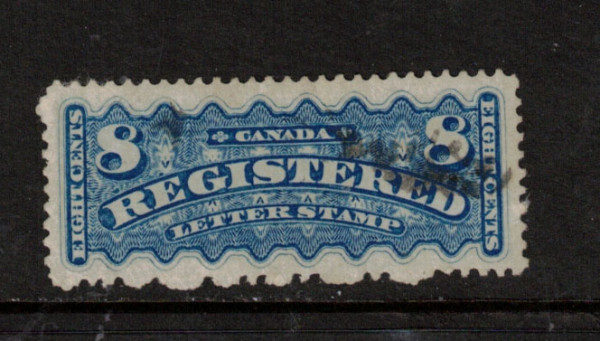 EIGHT CENTS
8 CANADA 8
REGISTERED
LETTER STAMP
EIGHT CENTS